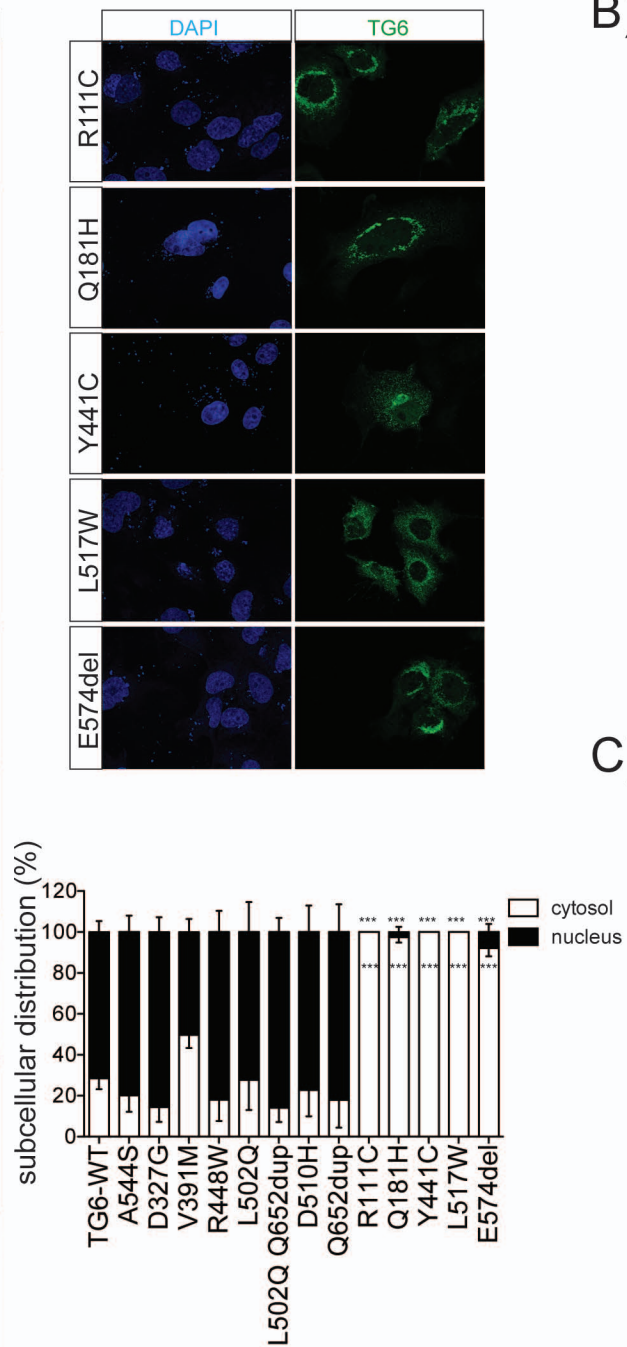 B)
DAPI TG6
R111C
Q181H
Y441C
L517W
E574del
C
subcellular distribution (%)
120
100
80
60
40
20
0
*** *** *** *** ***
*** *** *** *** ***
cytosol
nucleus
TG6-WT
A544S
D327G
V391M
R448W
L502Q
L502Q Q652dup
D510H
Q652dup
R111C
Q181H
Y441C
L517W
E574del